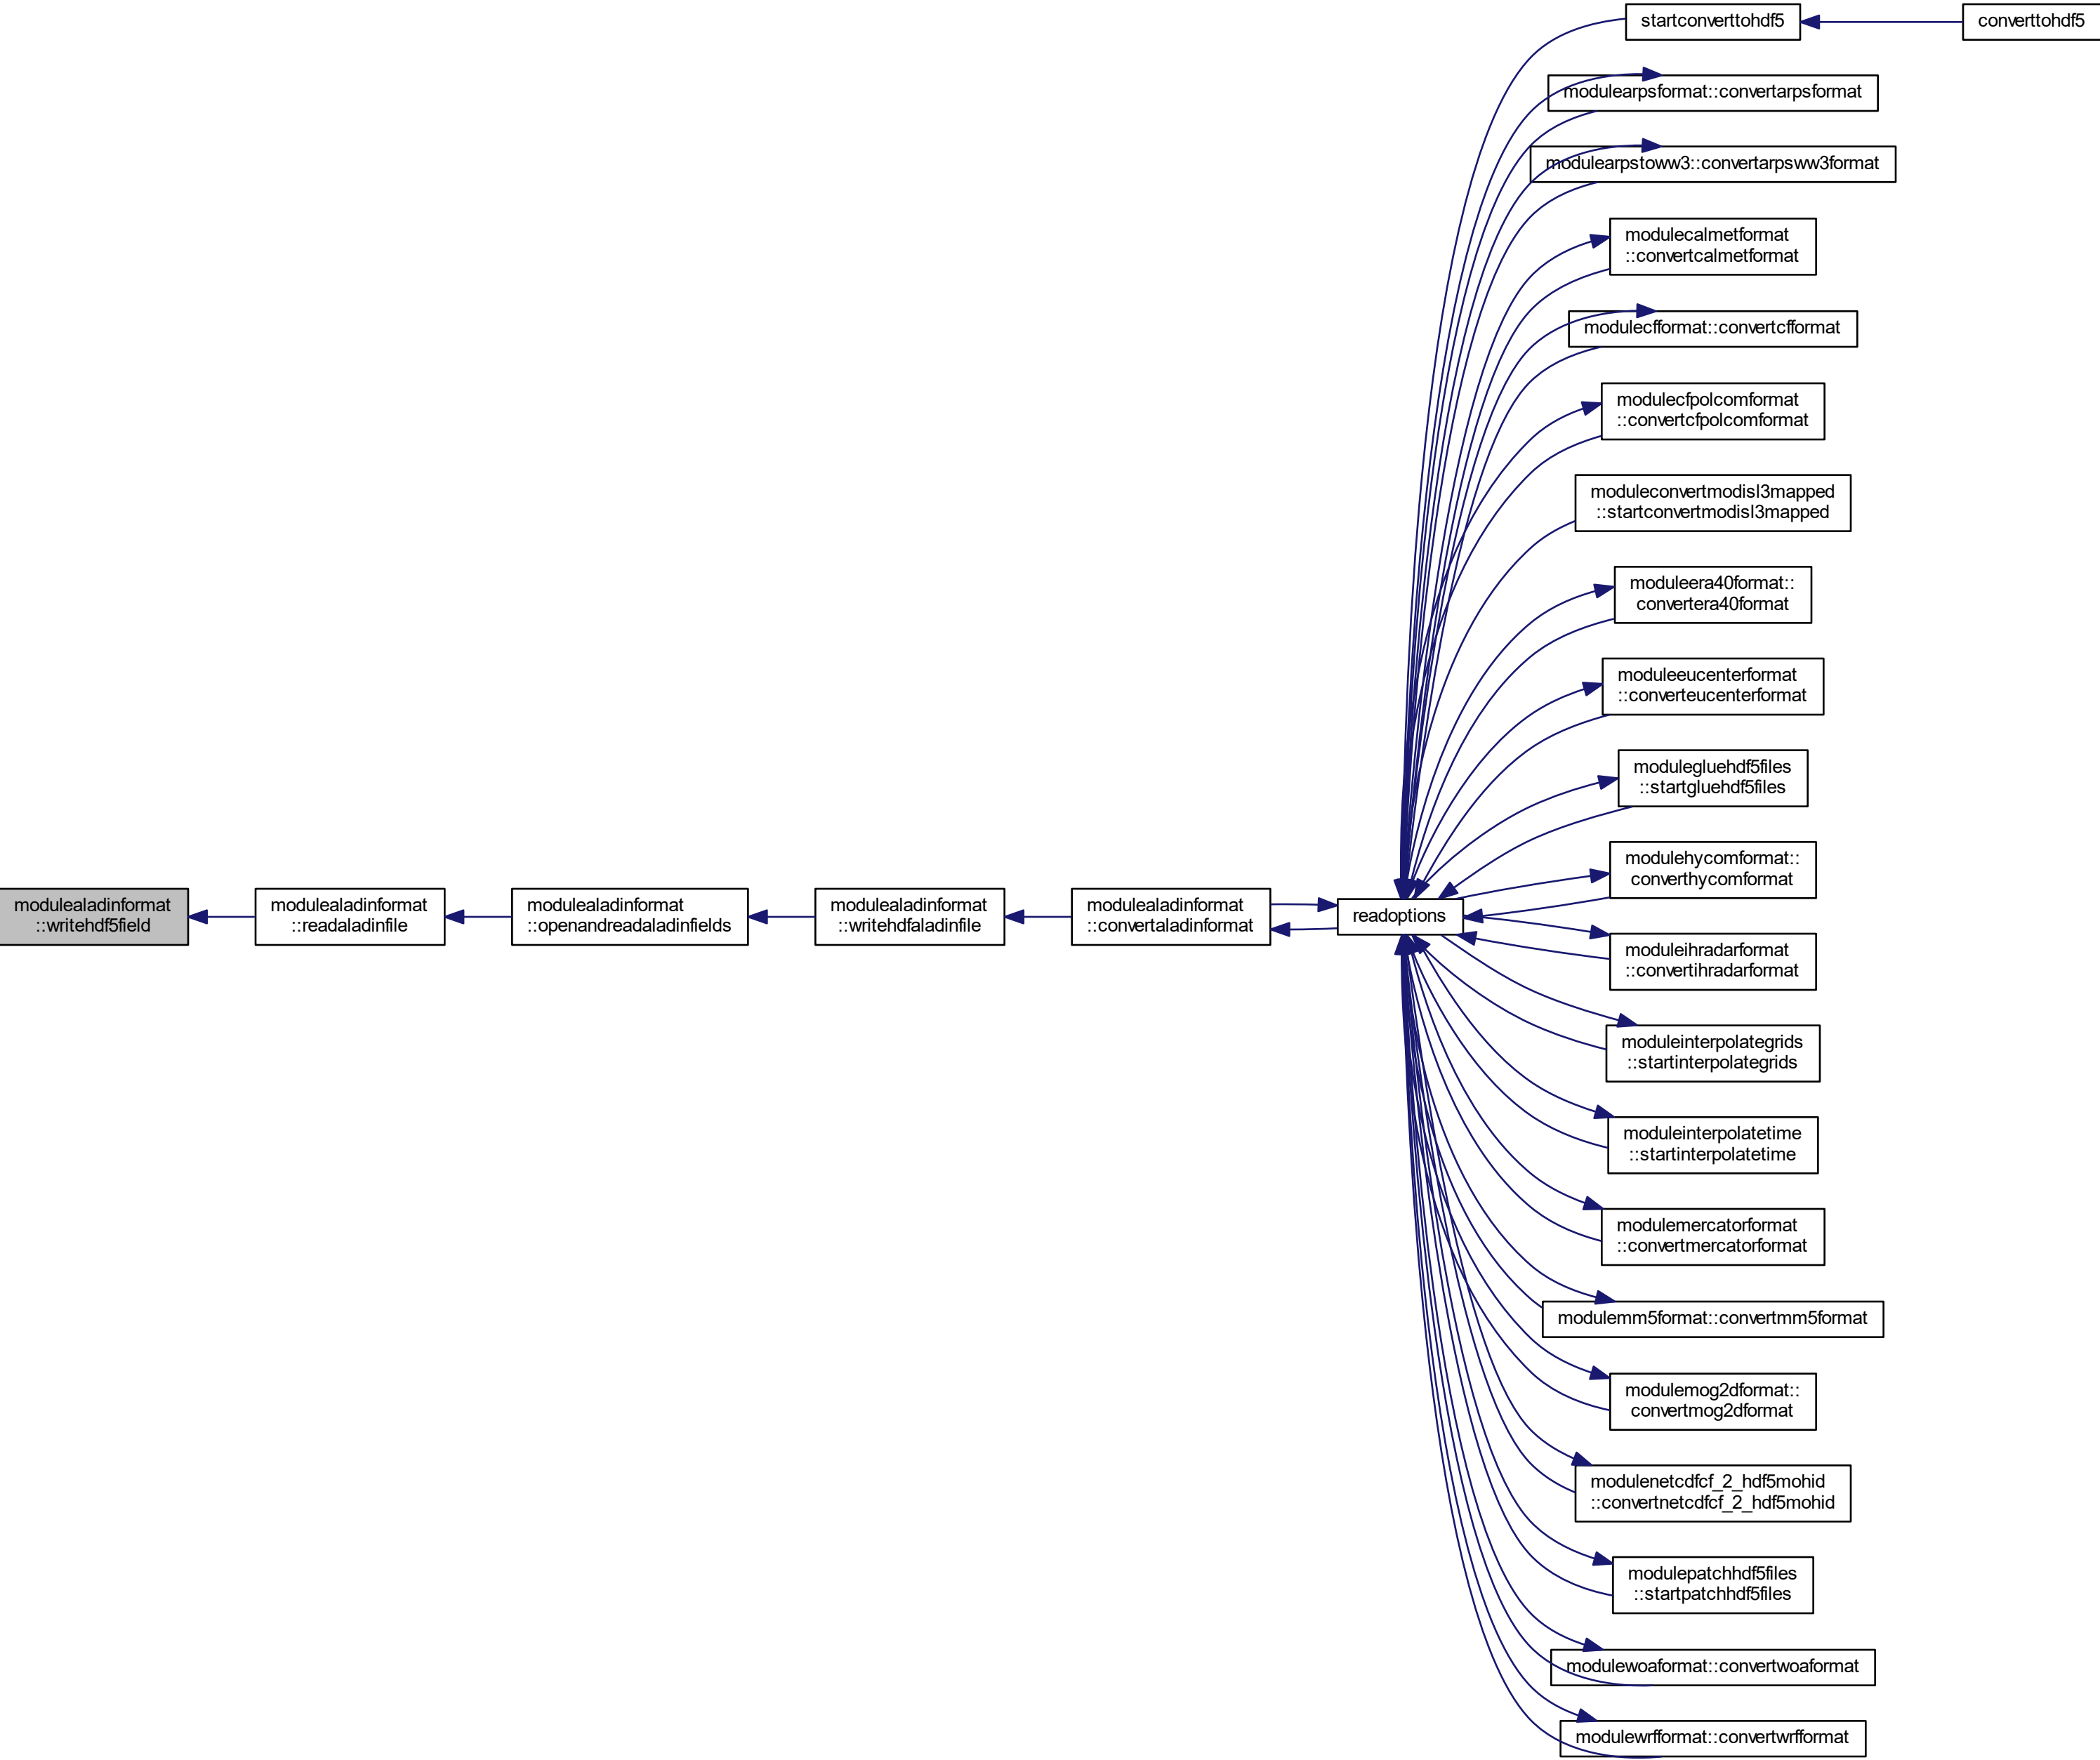 modulealadinformat
::writehdf5field
modulealadinformat
::readaladinfile
modulealadinformat
::openandreadaladinfields
modulealadinformat
::writehdfaladinfile
modulealadinformat
::convertaladinformat
readoptions
startconverttohdf5
converttohdf5
modulearpsformat::convertarpsformat
modulearpstoww3::convertarpsww3format
modulecalmetformat
::convertcalmetformat
modulecfformat::convertcfformat
modulecfpolcomformat
::convertcfpolcomformat
moduleconvertmodisl3mapped
::startconvertmodisl3mapped
moduleera40format::
convertera40format
moduleeucenterformat
::converteucenterformat
modulegluehdf5files
::startgluehdf5files
modulehycomformat::
converthycomformat
moduleihradarformat
::convertihradarformat
moduleinterpolategrids
::startinterpolategrids
moduleinterpolatetime
::startinterpolatetime
modulemercatorformat
::convertmercatorformat
modulemm5format::convertmm5format
modulemog2dformat::
convertmog2dformat
modulenetcdfcf_2_hdf5mohid
::convertnetcdfcf_2_hdf5mohid
modulepatchhdf5files
::startpatchhdf5files
modulewoaformat::convertwoaformat
modulewrfformat::convertwrfformat